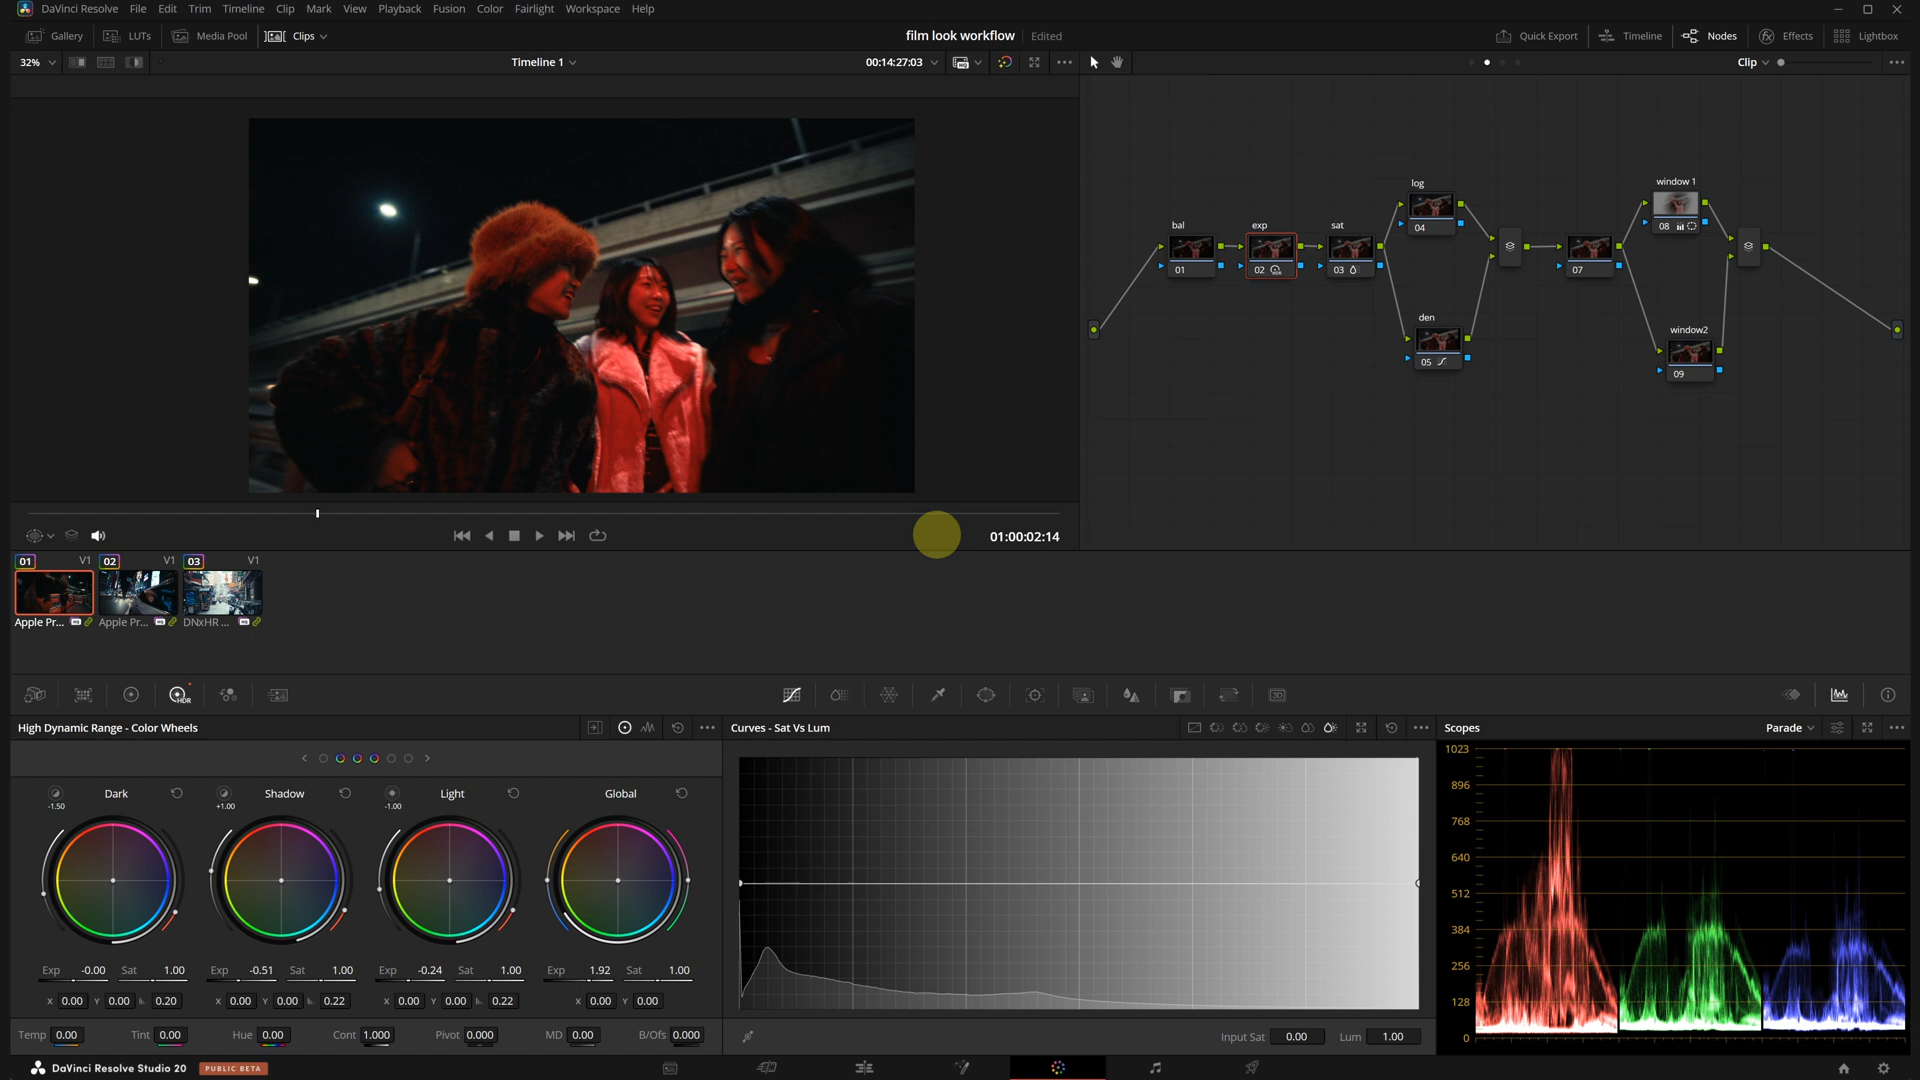 DaVinci Resolve File Edit Trim Timeline Clip Mark View Playback Fusion Color Fairlight Workspace Help
Gallery LUTs Media Pool Clips film look workflow Edited Quick Export Timeline Nodes Effects Lightbox
32% Timeline 1 00:14:27:03 Clip
log window 1
bal exp sat 04 08
01 02 03 07
den window2
05 09
01:00:02:14
01 V1 02 V1 03 V1
Apple Pr... Apple Pr... DNxHR ...
HDR 3D
High Dynamic Range - Color Wheels Curves - Sat Vs Lum Scopes Parade
Dark Shadow Light Global
-1.50 +1.00 -1.00
Exp -0.00 Sat 1.00 Exp -0.51 Sat 1.00 Exp -0.24 Sat 1.00 Exp 1.92 Sat 1.00
X 0.00 Y 0.00 0.20 X 0.00 Y 0.00 0.22 X 0.00 Y 0.00 0.22 X 0.00 Y 0.00
Temp 0.00 Tint 0.00 Hue 0.00 Cont 1.000 Pivot 0.000 MD 0.00 B/Ofs 0.000
Input Sat 0.00 Lum 1.00
1023
896
768
640
512
384
256
128
0
DaVinci Resolve Studio 20 PUBLIC BETA